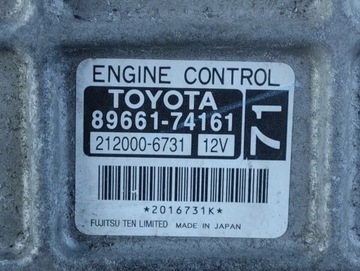 ENGINE CONTROL
TOYOTA
89661-74161
212000-6731 12V
71
*2016731K*
FUJITSU TEN LIMITED MADE IN JAPAN